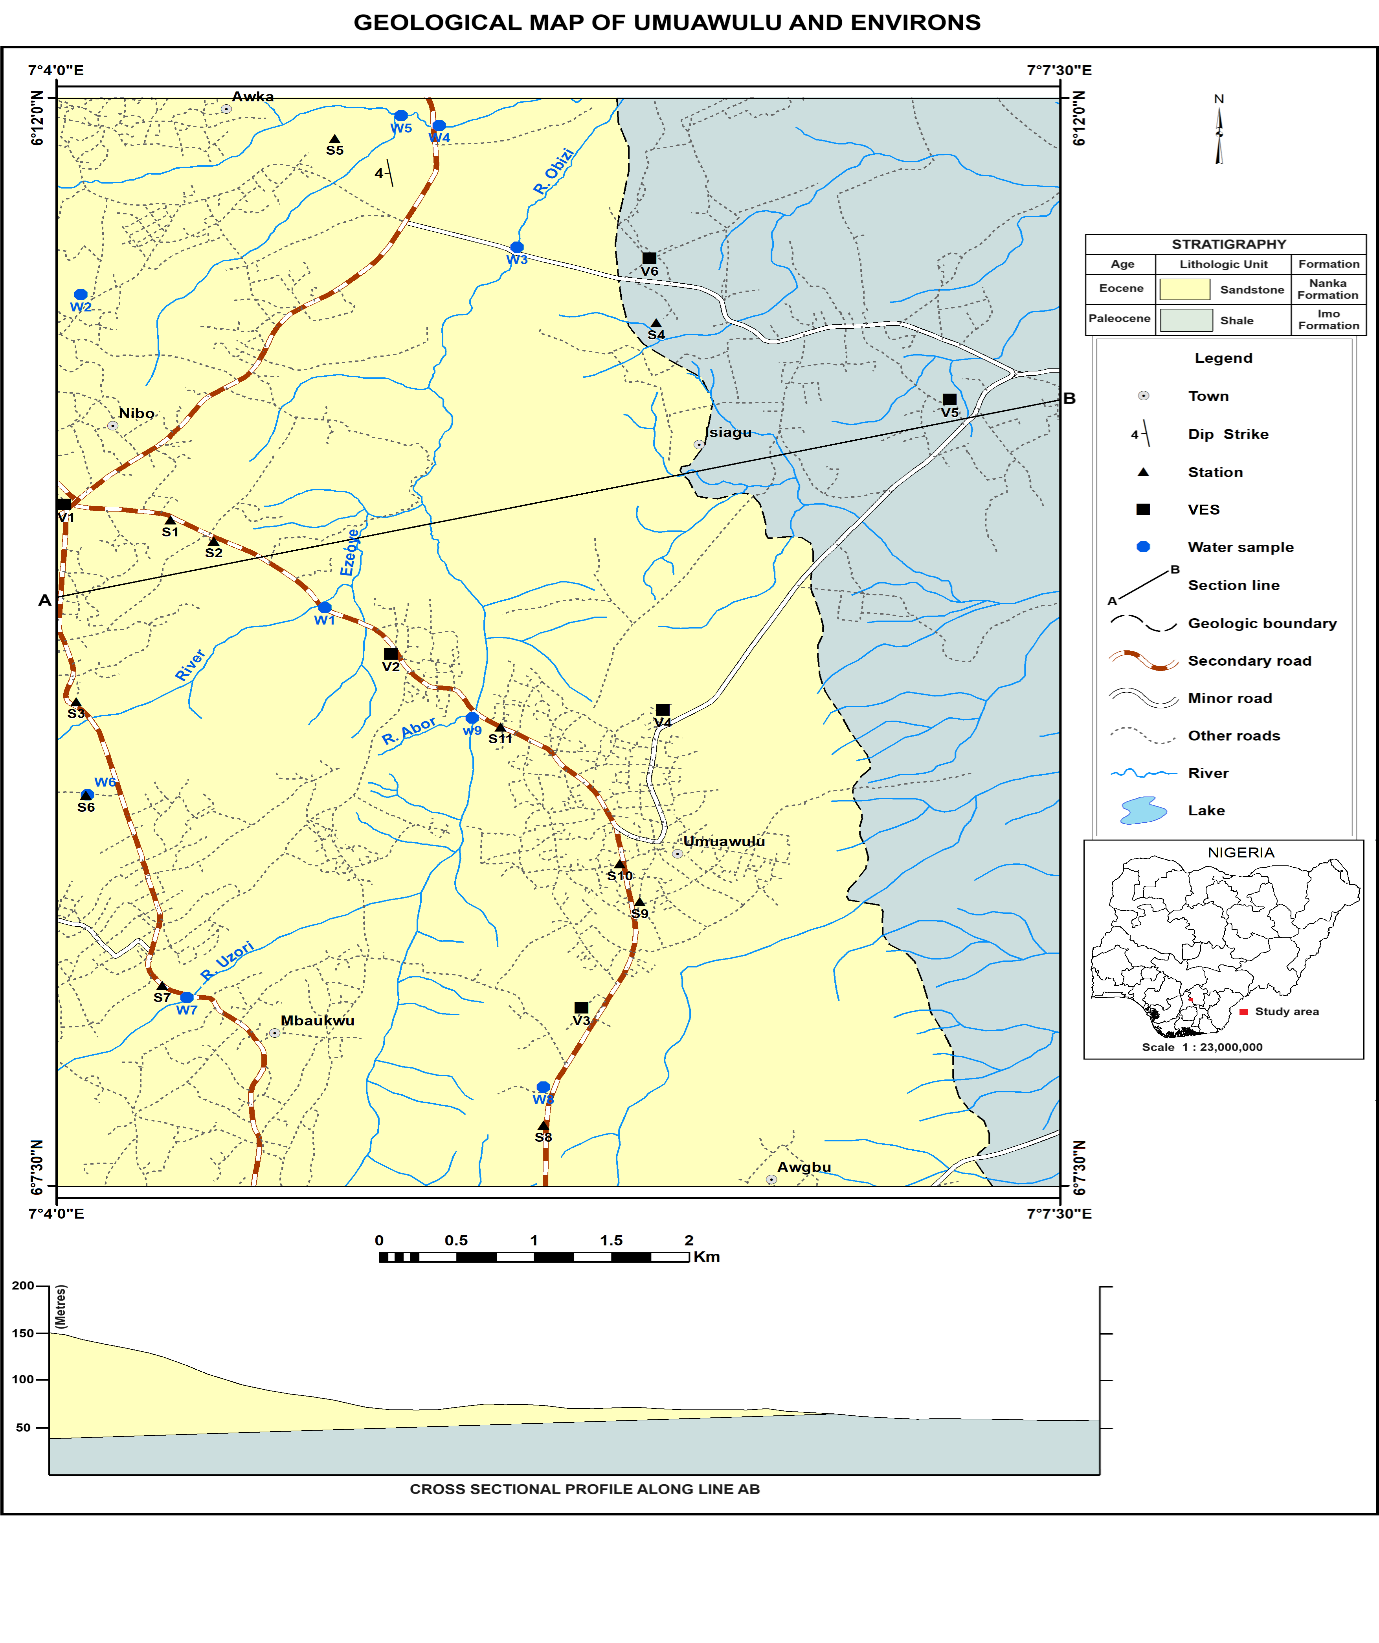 GEOLOGICAL MAP OF UMUAWULU AND ENVIRONS
7°4'0"E
7°7'30"E
6°12'0"N
6°12'0"N
N
Awka
W5
W4
S5
4
R. Obizi
W3
V6
W2
S4
STRATIGRAPHY
Age Lithologic Unit Formation
Eocene Sandstone Nanka Formation
Paleocene Shale Imo Formation
Legend
Town
4 Dip Strike
Station
VES
Water sample
A B Section line
Geologic boundary
Secondary road
Minor road
Other roads
River
Lake
B
V5
Nibo
Isiagu
V1
S1
S2
Ezeoye
A
W1
River
V2
S3
R. Abor
w9
S11
V4
W6
S6
Umuawulu
S10
S9
R. Uzori
S7
W7
Mbaukwu
V3
W8
S8
Awgbu
NIGERIA
Study area
Scale 1 : 23,000,000
6°7'30"N
6°7'30"N
7°4'0"E
7°7'30"E
0 0.5 1 1.5 2
Km
200
(Metres)
150
100
50
CROSS SECTIONAL PROFILE ALONG LINE AB